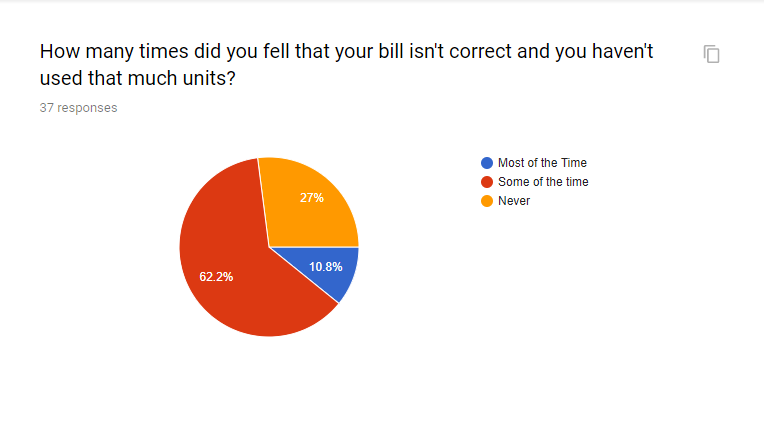 How many times did you fell that your bill isn't correct and you haven't
used that much units?
37 responses
Most of the Time
Some of the time
Never
27%
10.8%
62.2%